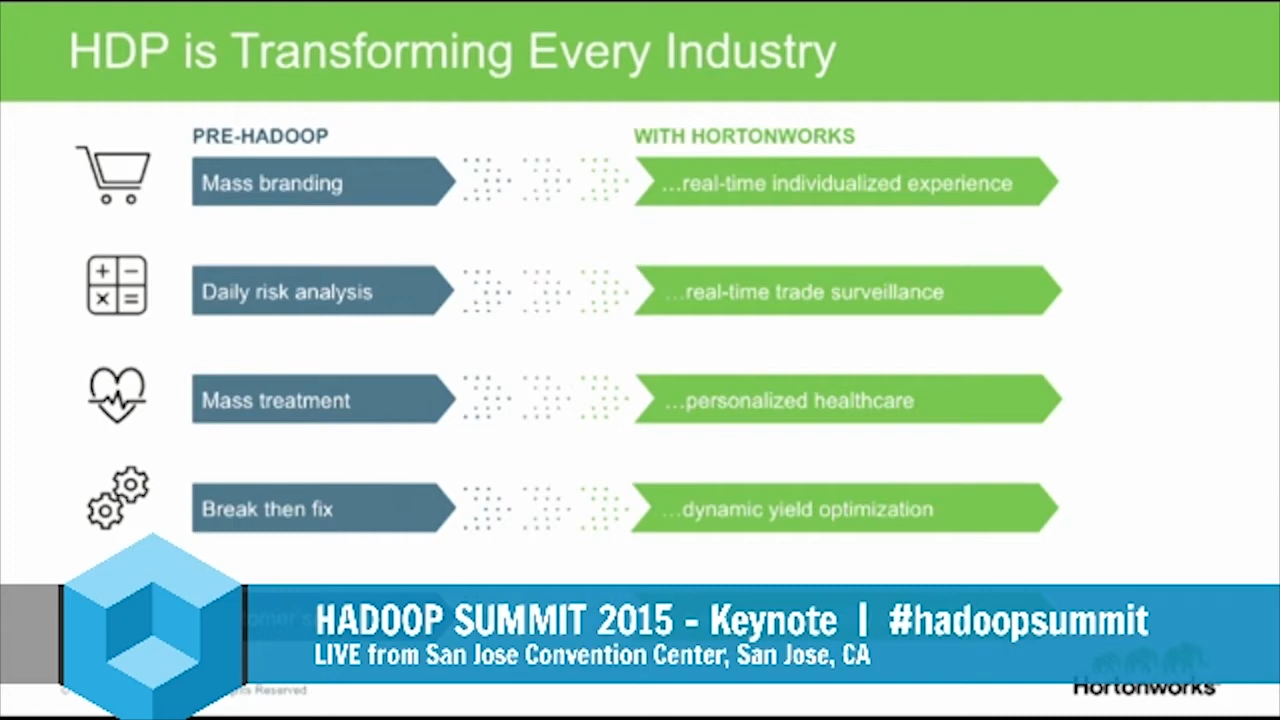 HDP is Transforming Every Industry
PRE-HADOOP
WITH HORTONWORKS
Mass branding
...real-time individualized experience
Daily risk analysis
...real-time trade surveillance
Mass treatment
...personalized healthcare
Break then fix
...dynamic yield optimization
HADOOP SUMMIT 2015 - Keynote | #hadoopsummit
LIVE from San Jose Convention Center, San Jose, CA
Reserved
Hortonworks